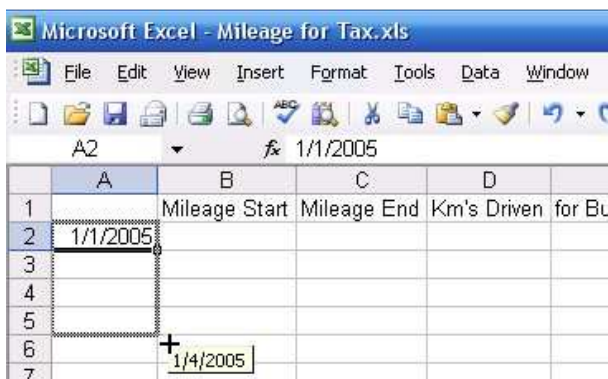 Microsoft Excel - Mileage for Tax.xls
File Edit View Insert Format Tools Data Window
ABC
A2 fx 1/1/2005
A B C D
1 Mileage Start Mileage End Km's Driven for Bu
2 1/1/2005
3
4
5
6
1/4/2005
7